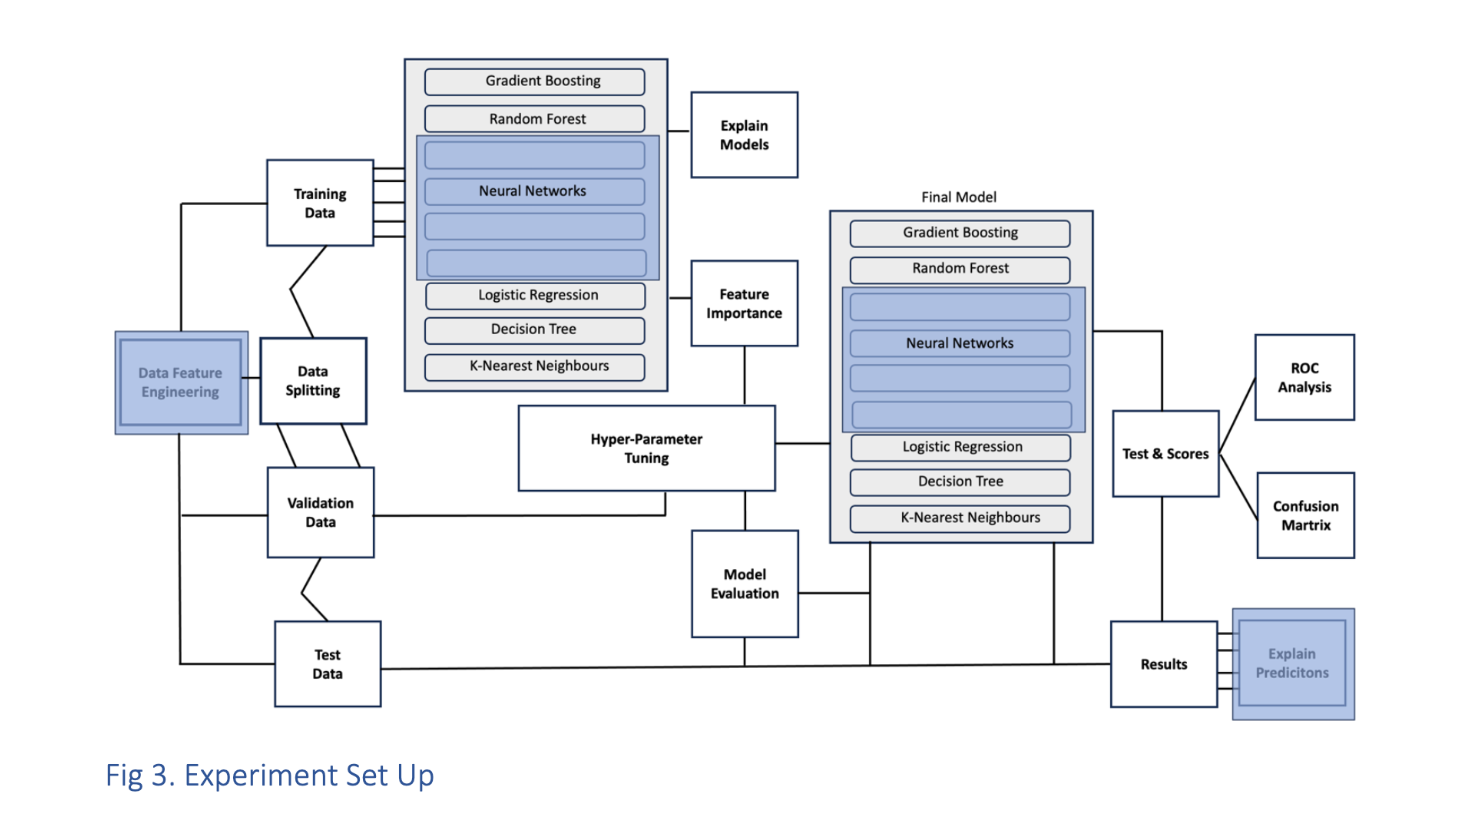 Gradient Boosting
Random Forest
Neural Networks
Logistic Regression
Decision Tree
K-Nearest Neighbours
Explain
Models
Training
Data
Feature
Importance
Data Feature
Engineering
Data
Splitting
Hyper-Parameter
Tuning
Validation
Data
Model
Evaluation
Test
Data
Final Model
Gradient Boosting
Random Forest
Neural Networks
Logistic Regression
Decision Tree
K-Nearest Neighbours
Test & Scores
ROC
Analysis
Confusion
Martrix
Results
Explain
Predicitons
Fig 3. Experiment Set Up